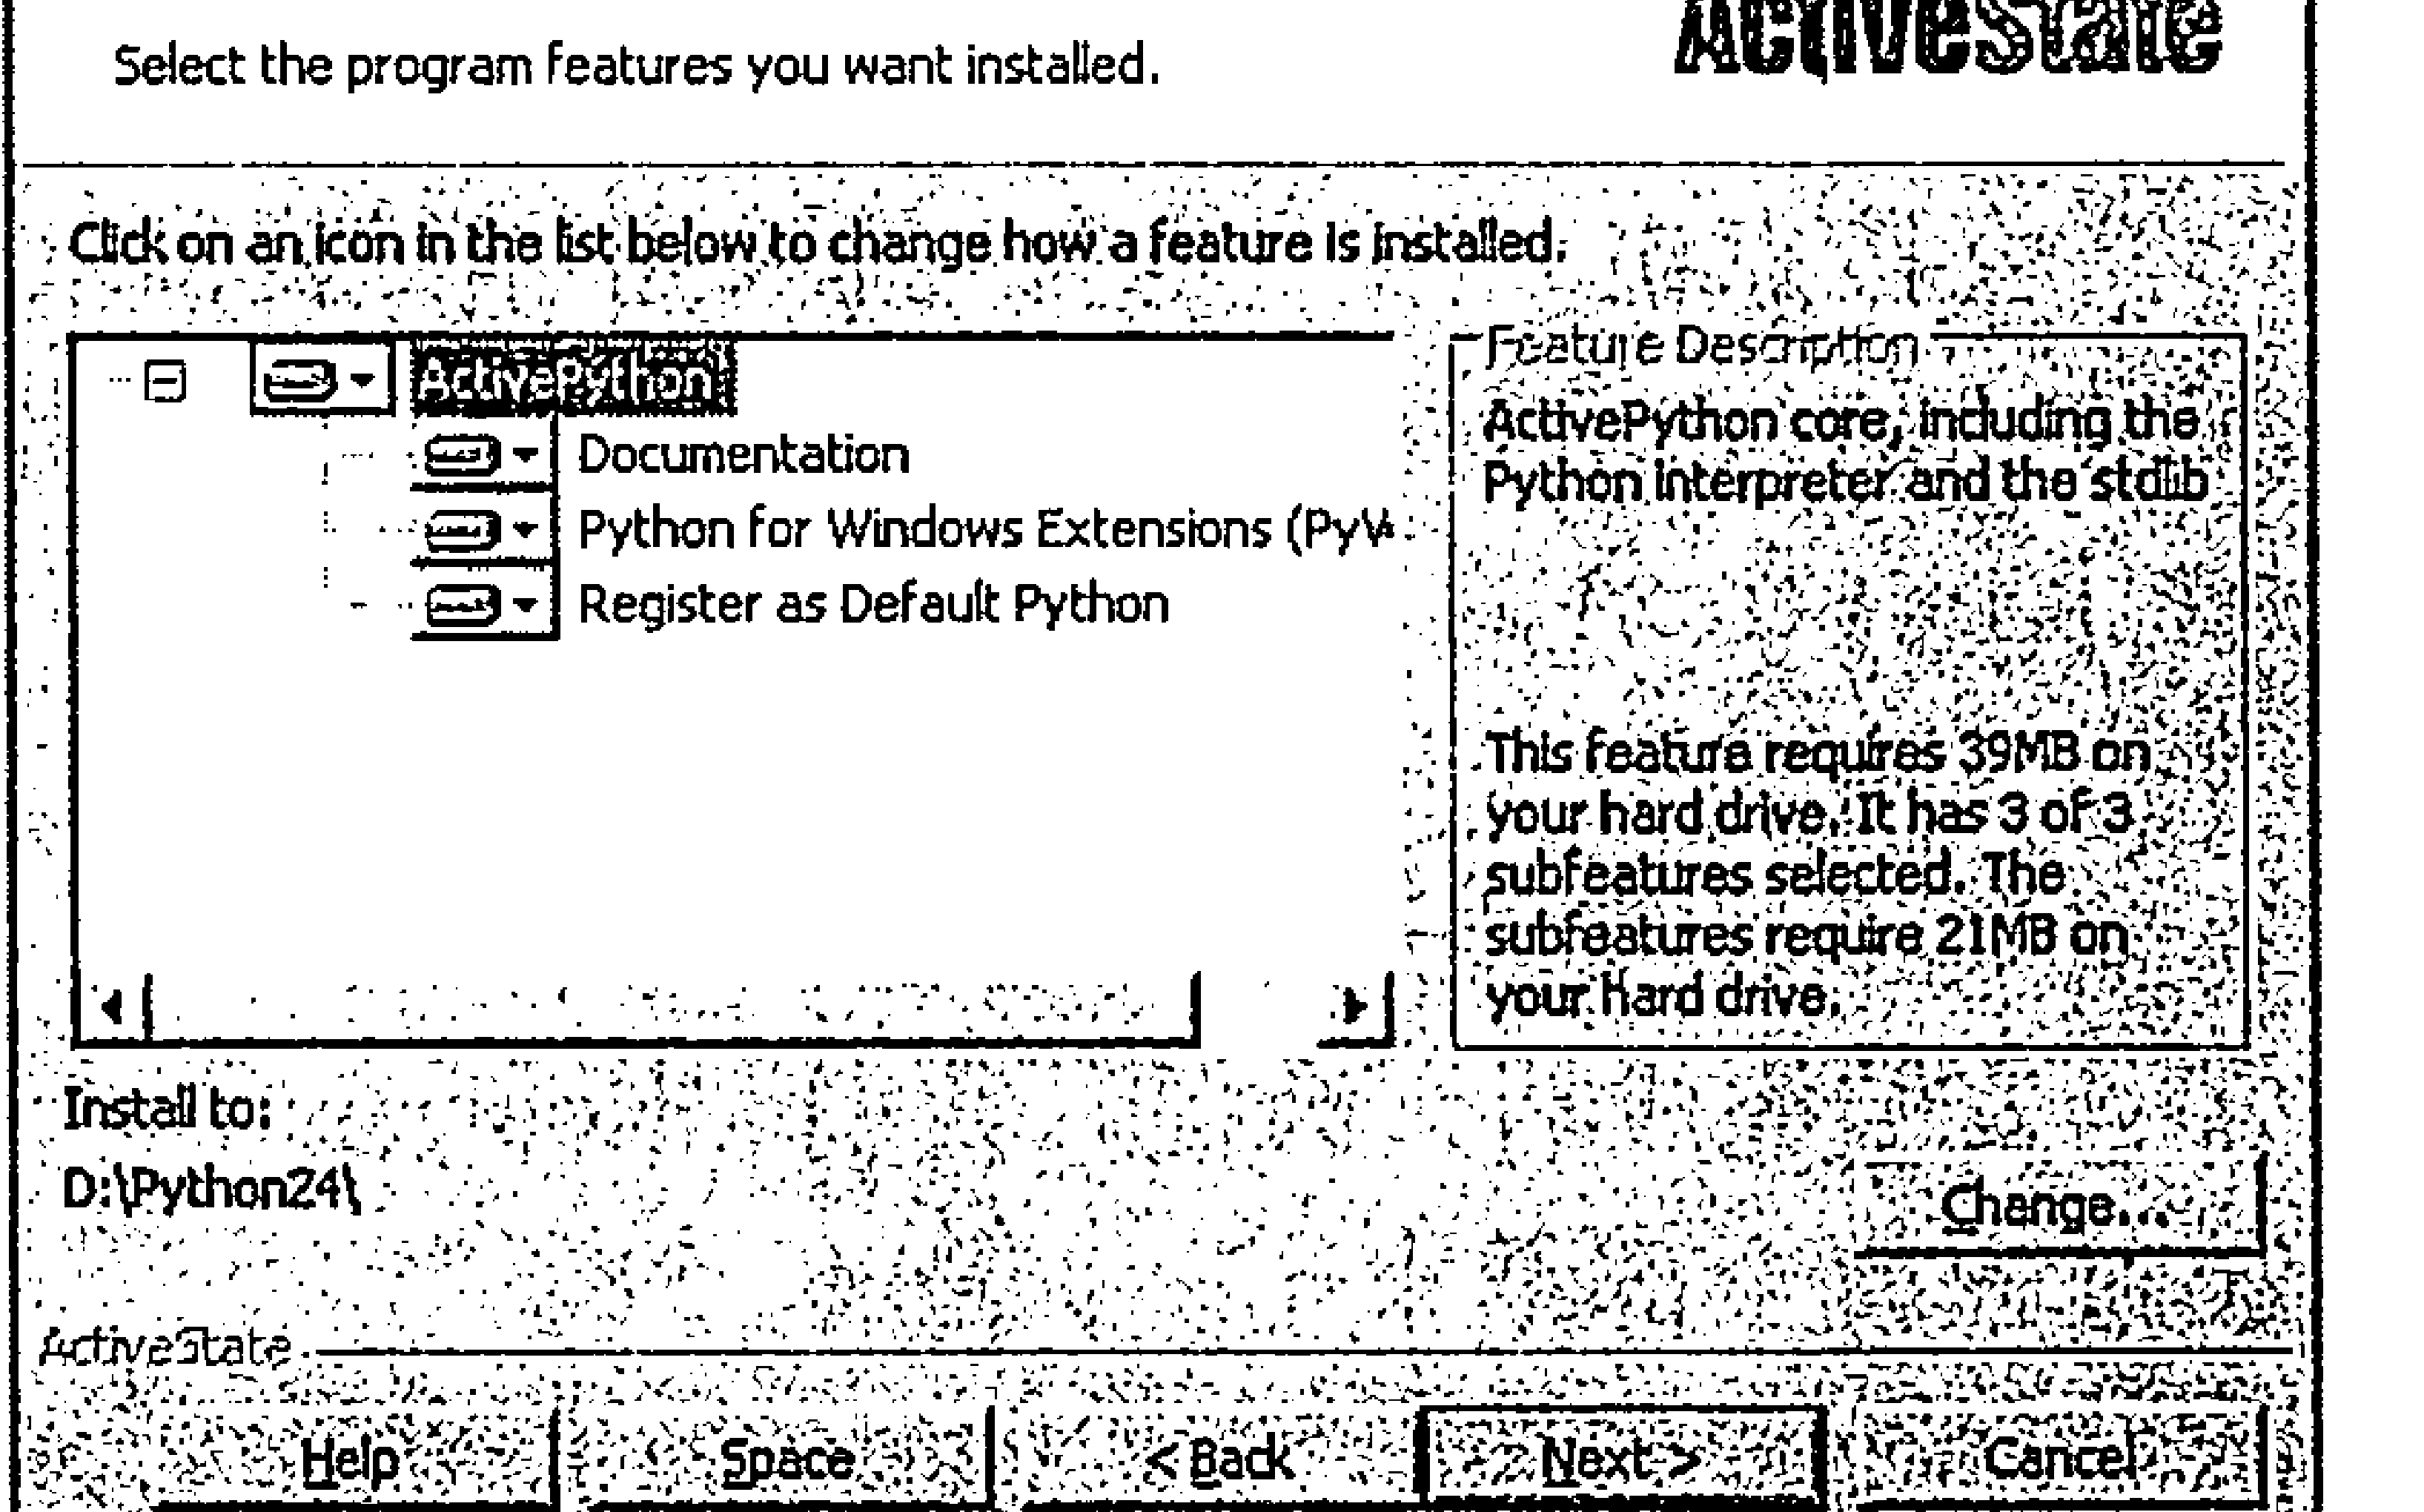 ActiveState
Select the program features you want installed.
Click on an icon in the list below to change how a feature is installed.
ActivePython
Documentation
Python for Windows Extensions (PyW
Register as Default Python
Feature Description
ActivePython core, including the
Python interpreter and the stdlib
This feature requires 39MB on
your hard drive. It has 3 of 3
subfeatures selected. The
subfeatures require 21MB on
your hard drive.
Install to:
D:\Python24\
Change...
ActiveState
Help
Space
< Back
Next >
Cancel